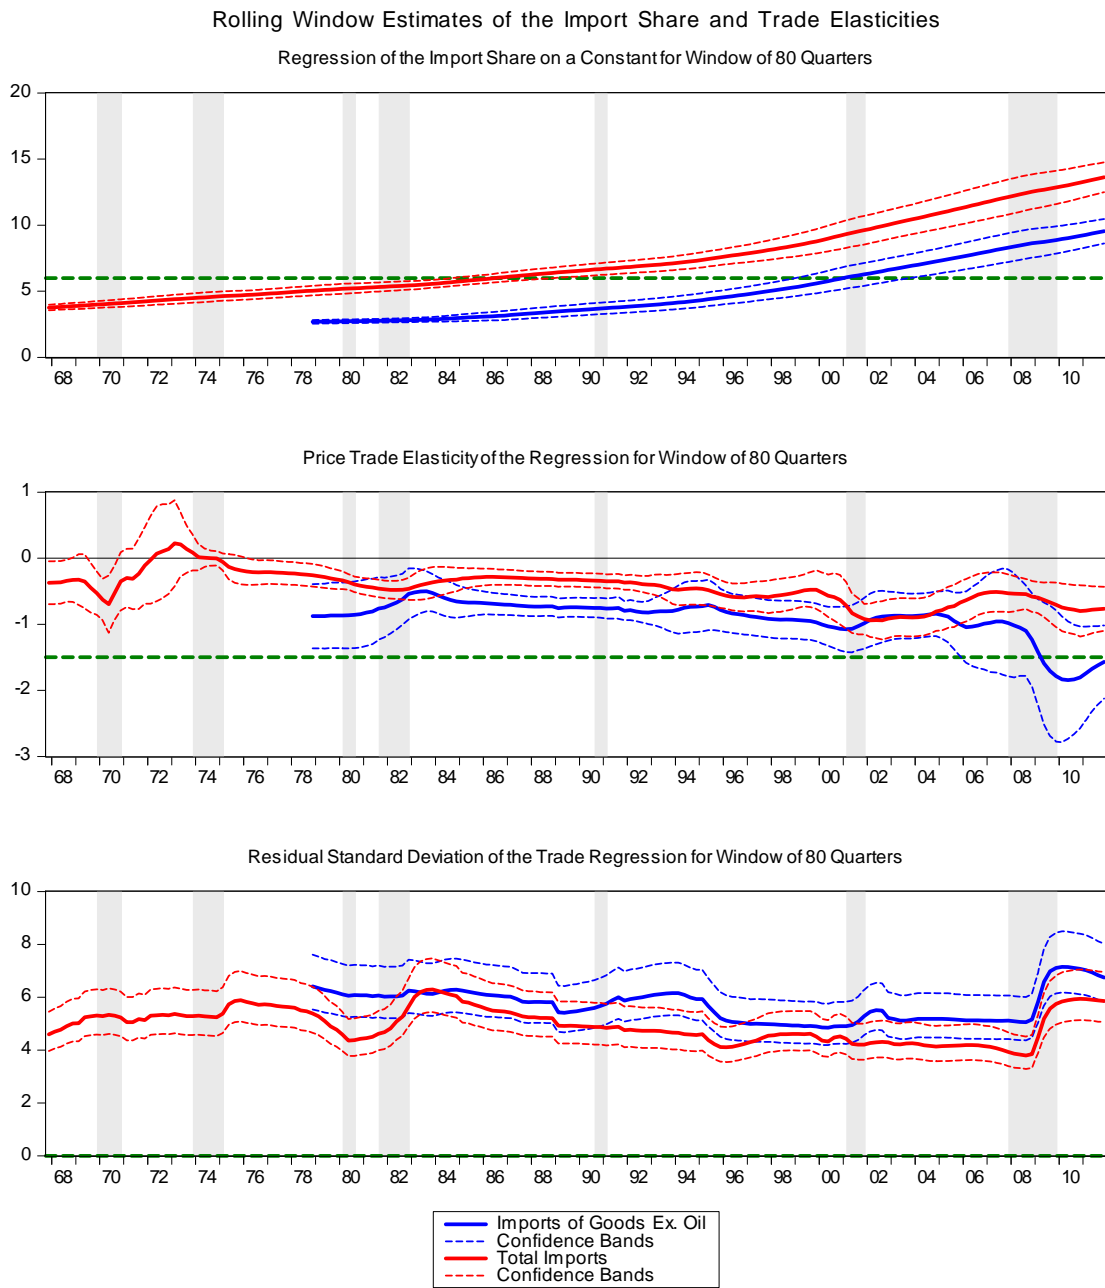 Rolling Window Estimates of the Import Share and Trade Elasticities
Regression of the Import Share on a Constant for Window of 80 Quarters
20
15
10
5
0
68 70 72 74 76 78 80 82 84 86 88 90 92 94 96 98 00 02 04 06 08 10
Price Trade Elasticity of the Regression for Window of 80 Quarters
1
0
-1
-2
-3
68 70 72 74 76 78 80 82 84 86 88 90 92 94 96 98 00 02 04 06 08 10
Residual Standard Deviation of the Trade Regression for Window of 80 Quarters
10
8
6
4
2
0
68 70 72 74 76 78 80 82 84 86 88 90 92 94 96 98 00 02 04 06 08 10
Imports of Goods Ex. Oil
Confidence Bands
Total Imports
Confidence Bands